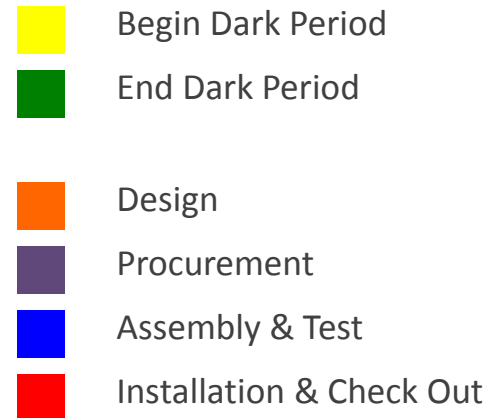 Begin Dark Period
End Dark Period
Design
Procurement
Assembly & Test
Installation & Check Out